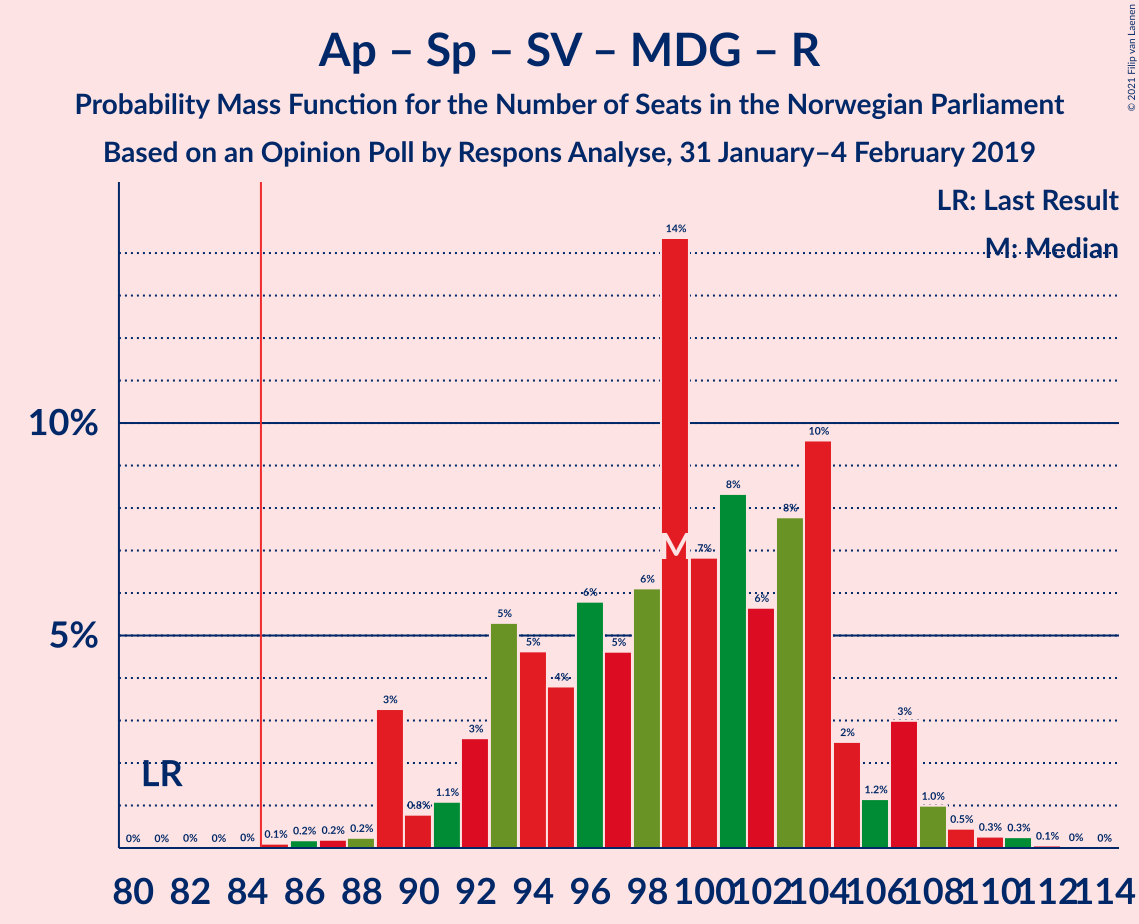 Ap – Sp – SV – MDG – R
Probability Mass Function for the Number of Seats in the Norwegian Parliament
Based on an Opinion Poll by Respons Analyse, 31 January–4 February 2019
© 2021 Filip van Laenen
LR: Last Result
M: Median
10%
5%
LR
M
0% 0% 0% 0% 0% 0.1% 0.2% 0.2% 0.2% 3% 0.8% 1.1% 3% 5% 5% 4% 6% 5% 6% 14% 7% 8% 6% 8% 10% 2% 1.2% 3% 1.0% 0.5% 0.3% 0.3% 0.1% 0% 0%
80 82 84 86 88 90 92 94 96 98 100 102 104 106 108 110 112 114